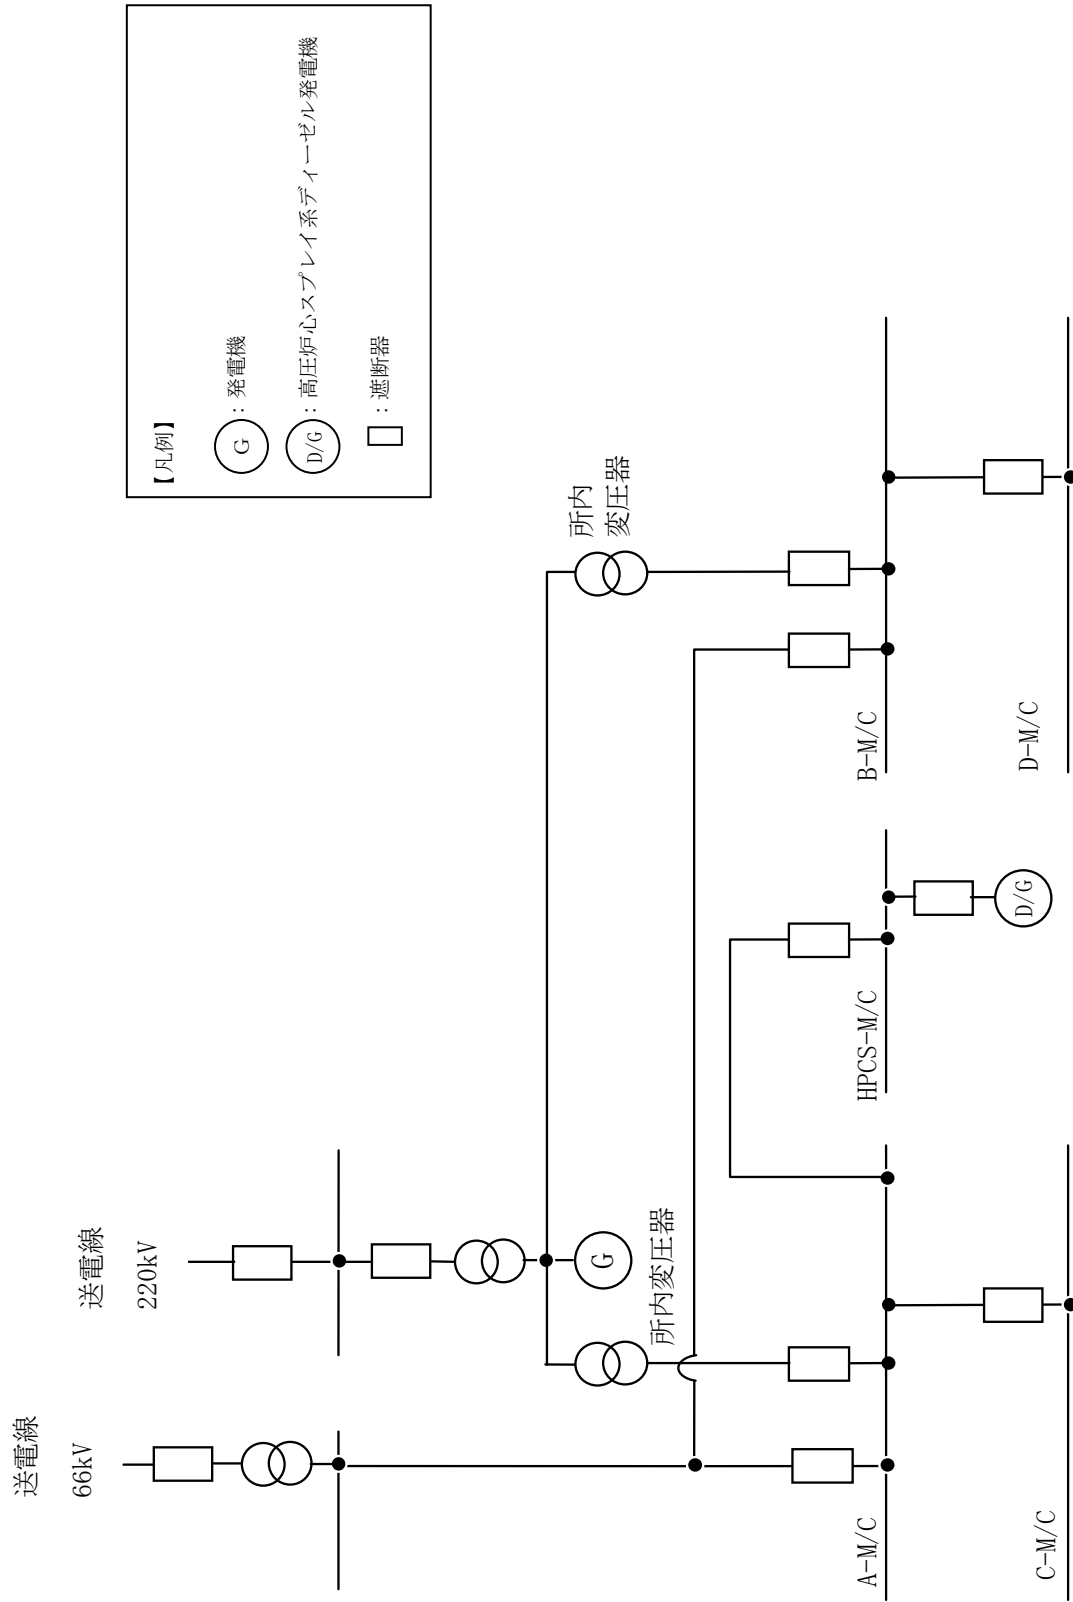 【凡例】
G
：発電機
D/G
：高圧炉心スプレイ系ディーゼル発電機
：遮断器
送電線
66kV
送電線
220kV
所内変圧器
G
所内
変圧器
A-M/C
HPCS-M/C
B-M/C
D/G
C-M/C
D-M/C